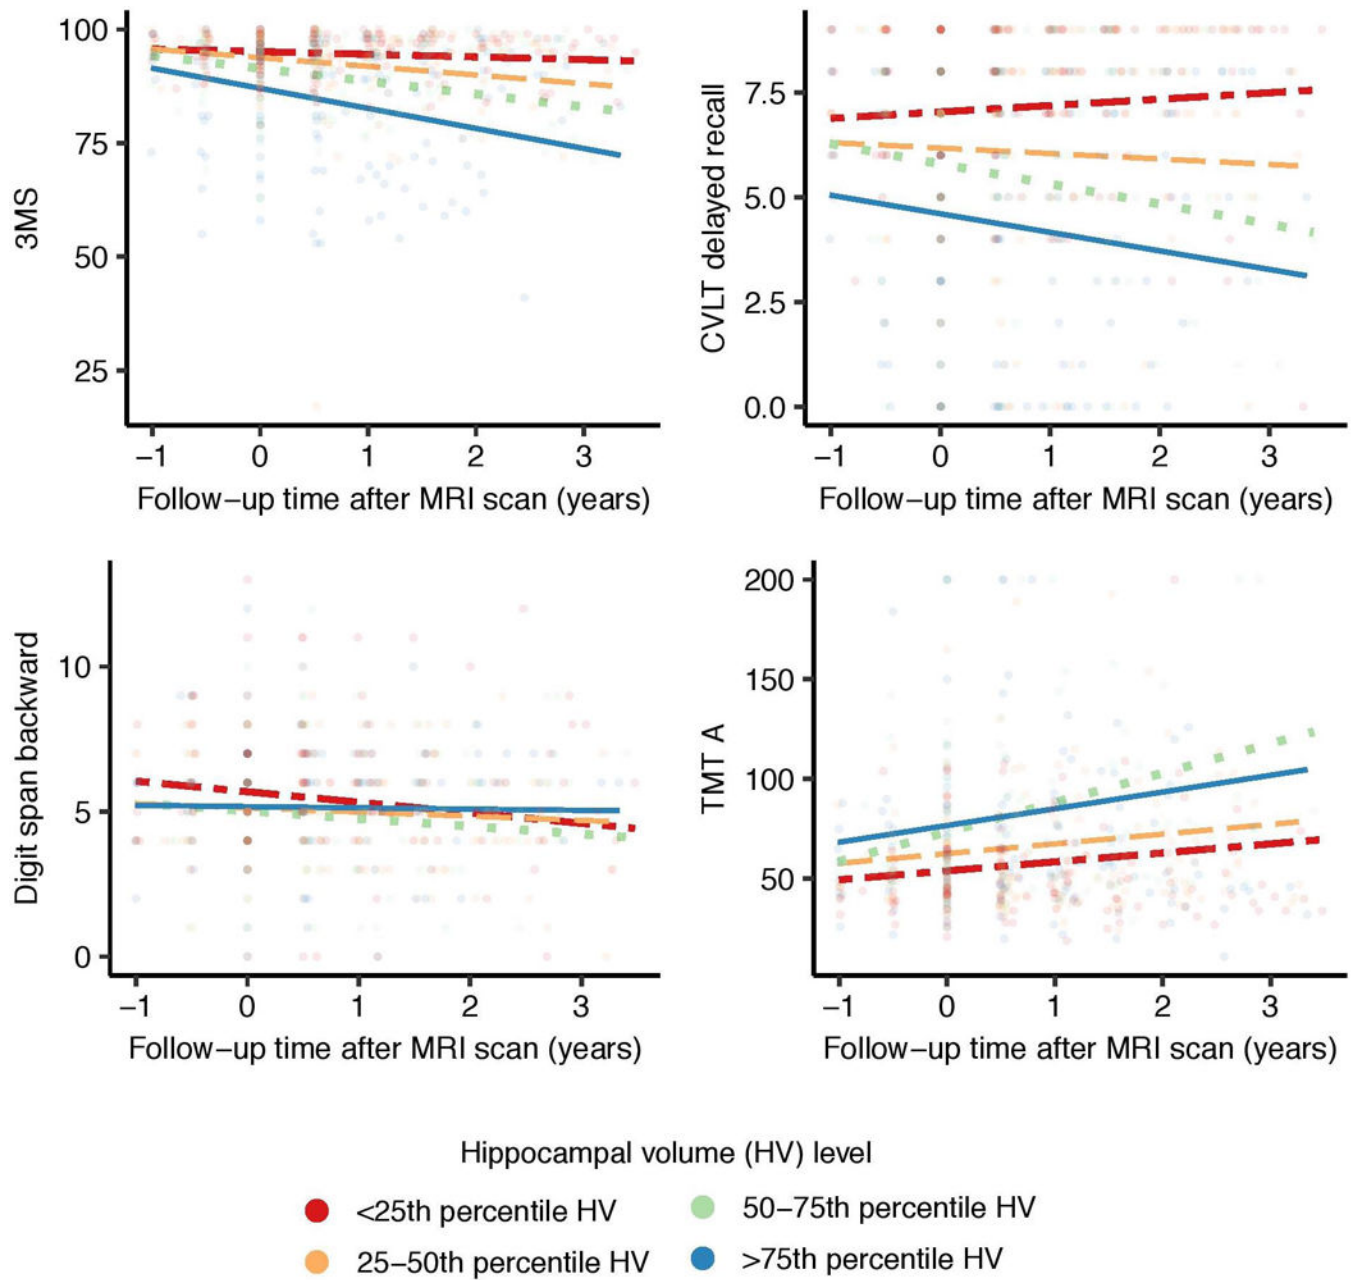 100
75
50
25
3MS
−1 0 1 2 3
Follow−up time after MRI scan (years)
7.5
5.0
2.5
0.0
CVLT delayed recall
−1 0 1 2 3
Follow−up time after MRI scan (years)
10
5
0
Digit span backward
−1 0 1 2 3
Follow−up time after MRI scan (years)
200
150
100
50
TMT A
−1 0 1 2 3
Follow−up time after MRI scan (years)
Hippocampal volume (HV) level
<25th percentile HV
50−75th percentile HV
25−50th percentile HV
>75th percentile HV